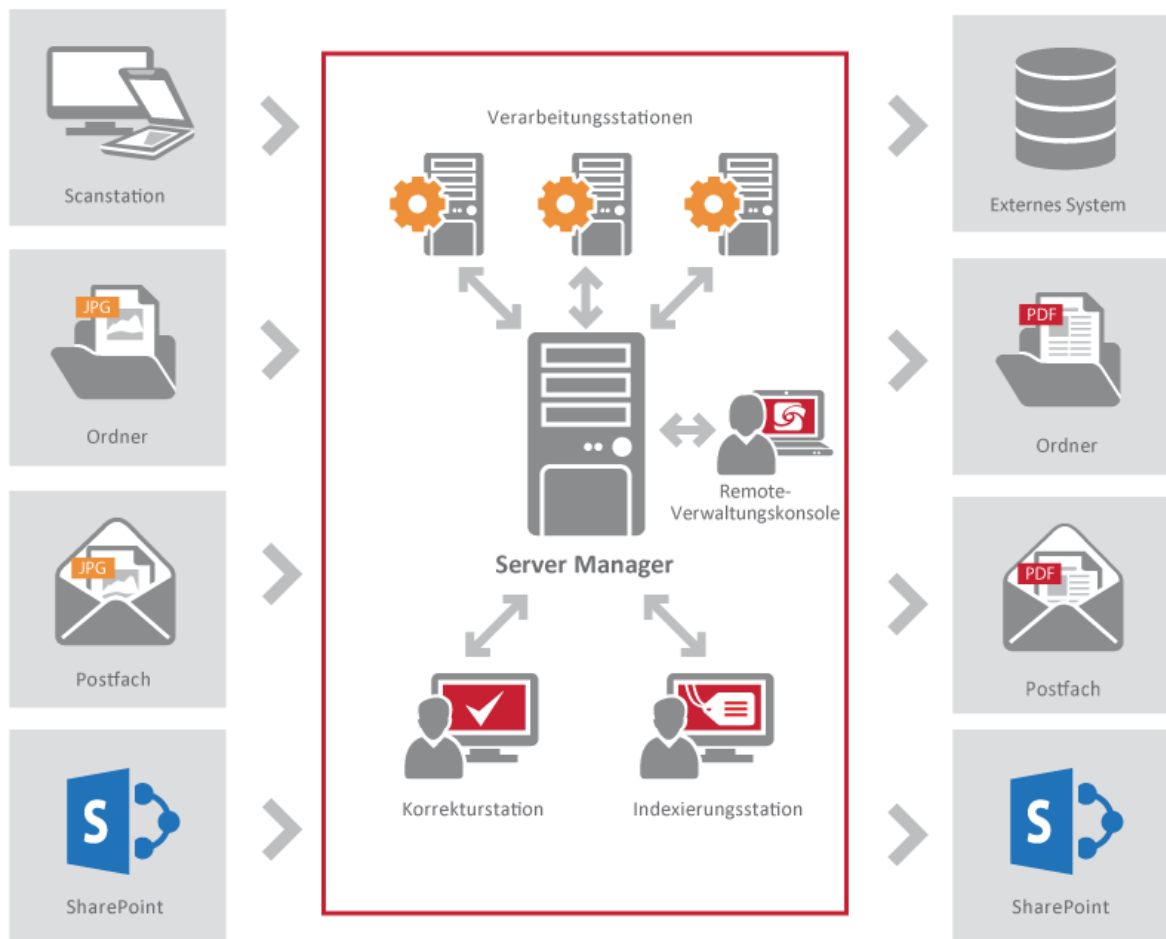 Scanstation
JPG
Ordner
JPG
Postfach
S
SharePoint
Verarbeitungsstationen
Remote-
Verwaltungskonsole
Server Manager
Korrekturstation
Indexierungsstation
Externes System
PDF
Ordner
PDF
Postfach
S
SharePoint